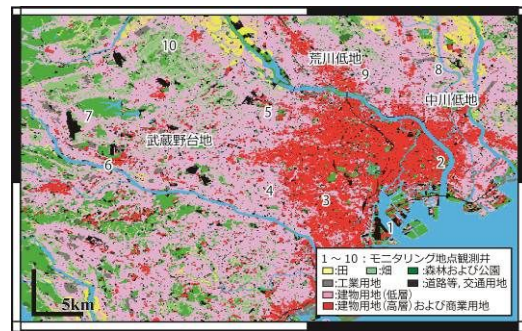 10
荒川低地
9
8
中川低地
7
5
武蔵野台地
6
2
4
3
1
1～10：モニタリング地点観測井
:田 :畑 :森林および公園
:工業用地 :道路等, 交通用地
:建物用地(低層)
:建物用地(高層)および商業用地
5km